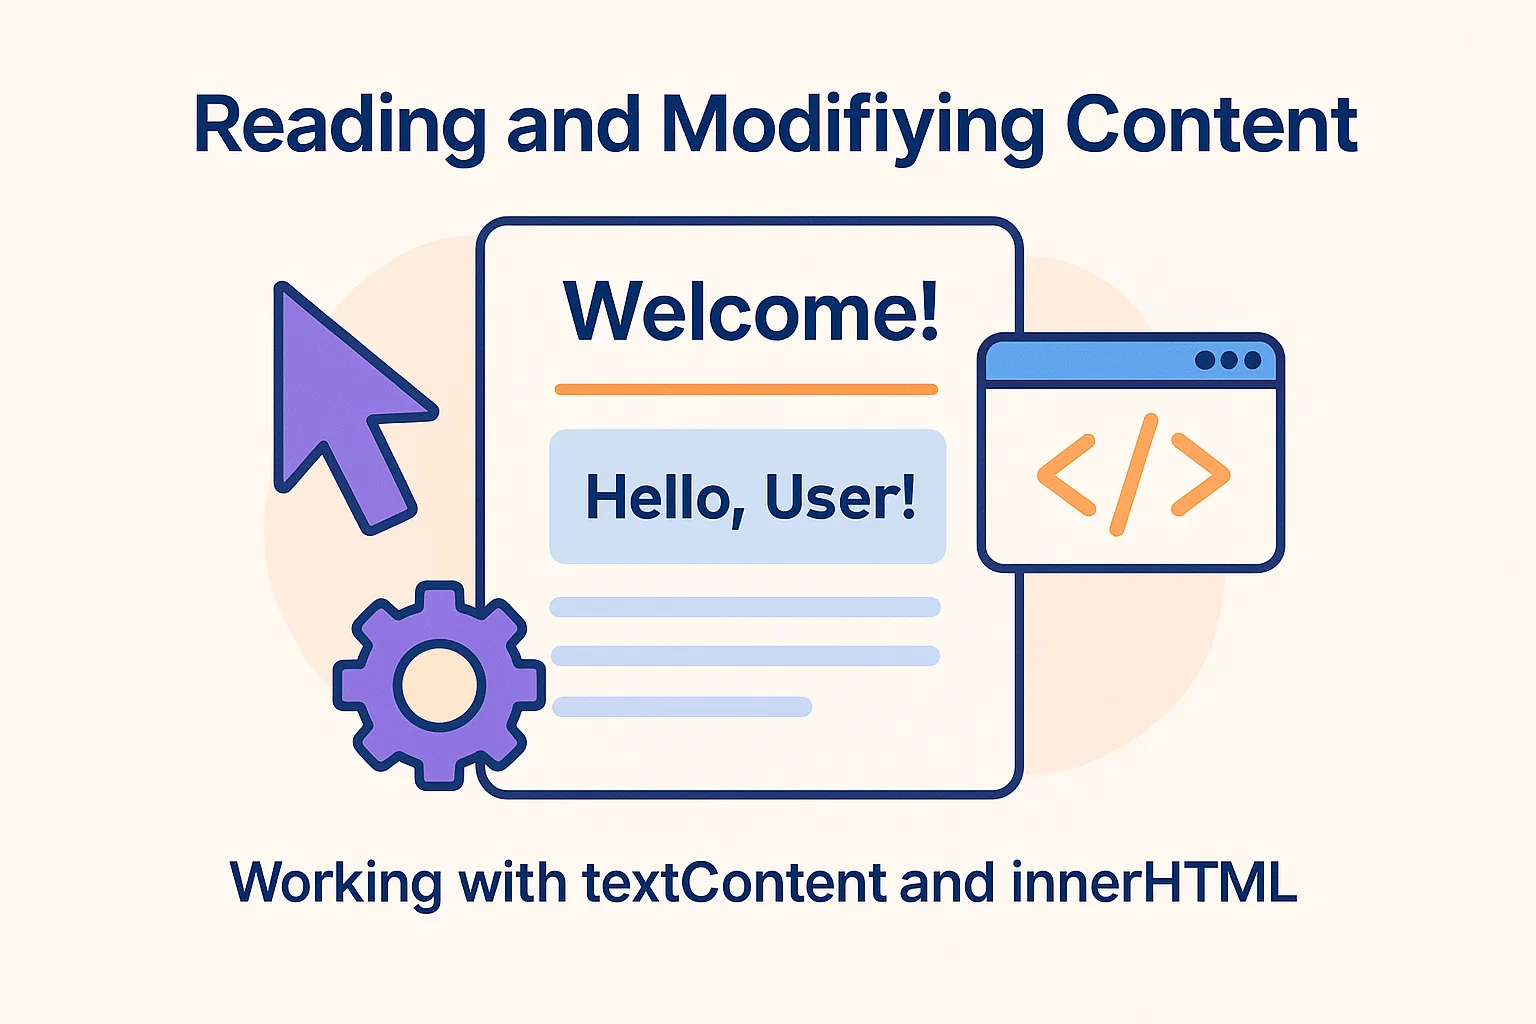 Reading and Modifiying Content
Welcome!
Hello, User!
</>
Working with textContent and innerHTML